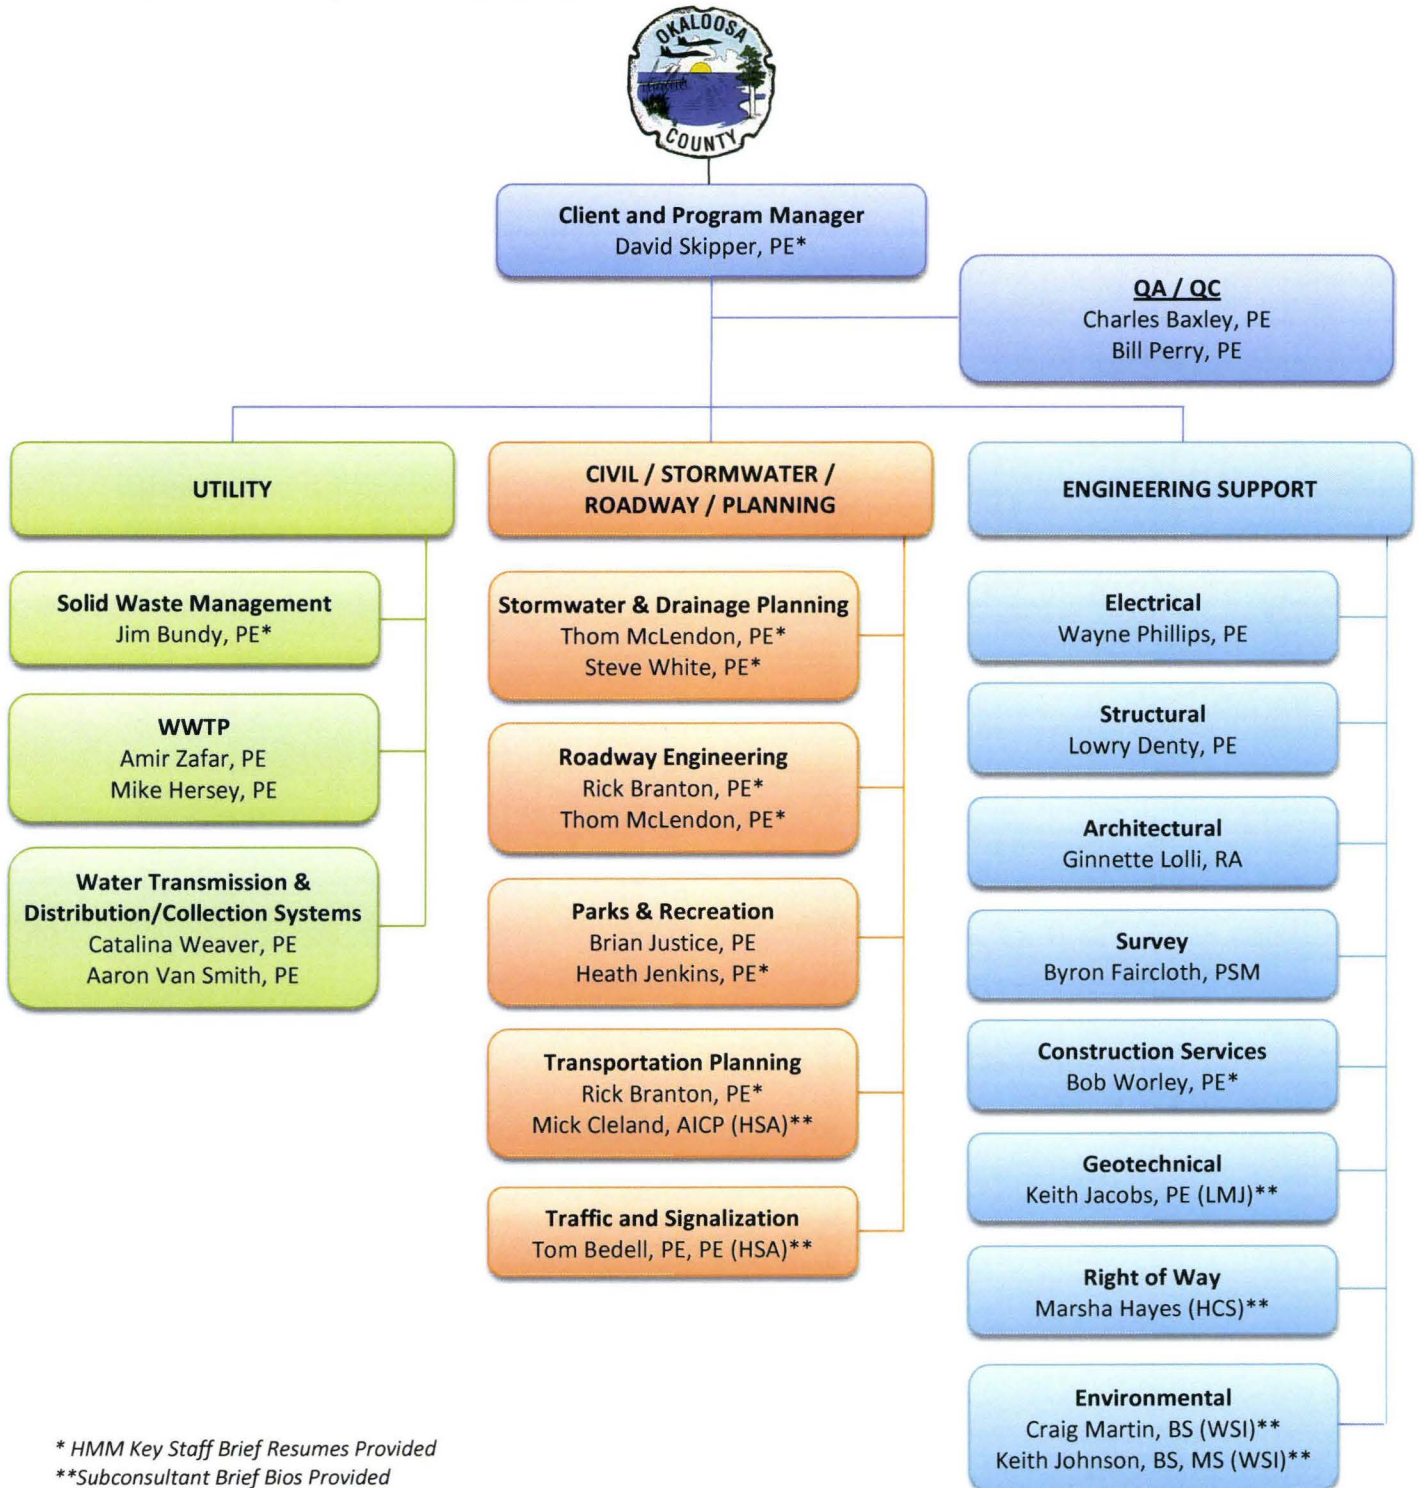 OKALOOSA
COUNTY
Client and Program Manager
David Skipper, PE*
QA / QC
Charles Baxley, PE
Bill Perry, PE
UTILITY
Solid Waste Management
Jim Bundy, PE*
WWTP
Amir Zafar, PE
Mike Hersey, PE
Water Transmission &
Distribution/Collection Systems
Catalina Weaver, PE
Aaron Van Smith, PE
CIVIL / STORMWATER /
ROADWAY / PLANNING
Stormwater & Drainage Planning
Thom McLendon, PE*
Steve White, PE*
Roadway Engineering
Rick Branton, PE*
Thom McLendon, PE*
Parks & Recreation
Brian Justice, PE
Heath Jenkins, PE*
Transportation Planning
Rick Branton, PE*
Mick Cleland, AICP (HSA)**
Traffic and Signalization
Tom Bedell, PE, PE (HSA)**
ENGINEERING SUPPORT
Electrical
Wayne Phillips, PE
Structural
Lowry Denty, PE
Architectural
Ginnette Lolli, RA
Survey
Byron Faircloth, PSM
Construction Services
Bob Worley, PE*
Geotechnical
Keith Jacobs, PE (LMJ)**
Right of Way
Marsha Hayes (HCS)**
Environmental
Craig Martin, BS (WSI)**
Keith Johnson, BS, MS (WSI)**
* HMM Key Staff Brief Resumes Provided
**Subconsultant Brief Bios Provided